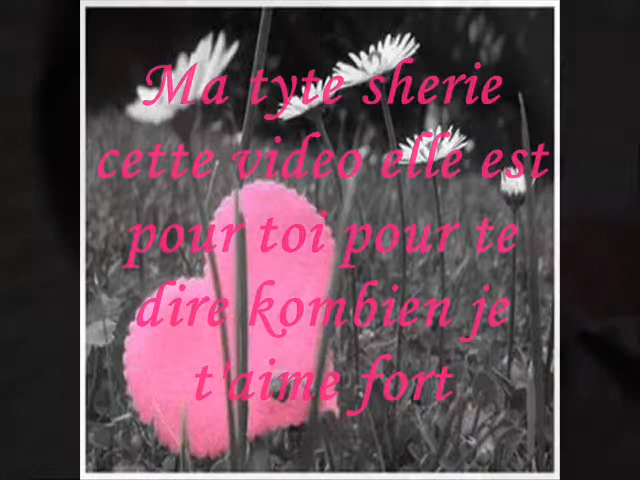 Ma tyte sherie
cette video elle est
pour toi pour te
dire kombien je
t'aime fort